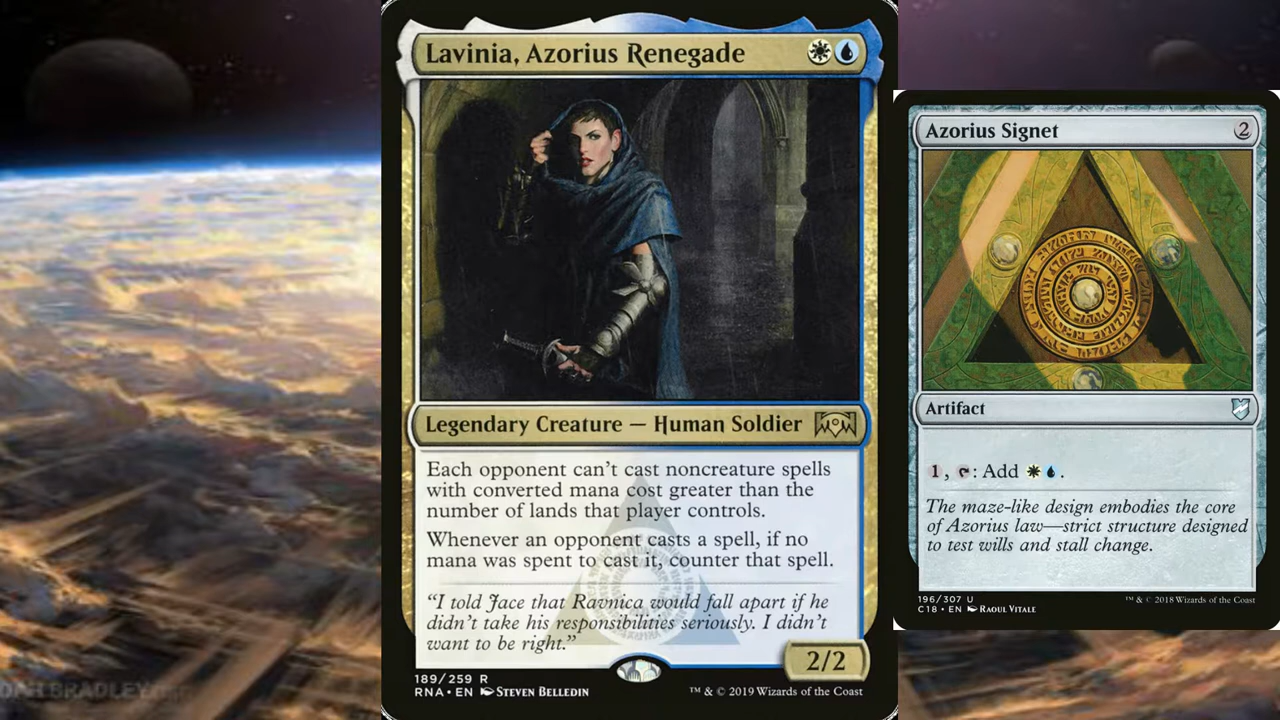 Lavinia, Azorius Renegade
Legendary Creature — Human Soldier
Each opponent can't cast noncreature spells
with converted mana cost greater than the
number of lands that player controls.
Whenever an opponent casts a spell, if no
mana was spent to cast it, counter that spell.
“I told Jace that Ravnica would fall apart if he
didn't take his responsibilities seriously. I didn't
want to be right.”
2/2
189/259 R
RNA • EN STEVEN BELLEDIN
™ & © 2019 Wizards of the Coast
Azorius Signet
2
Artifact
1, : Add .
The maze-like design embodies the core
of Azorius law—strict structure designed
to test wills and stall change.
196/307 U
C18 • EN RAOUL VITALE
™ & © 2018 Wizards of the Coast
BRADLEY